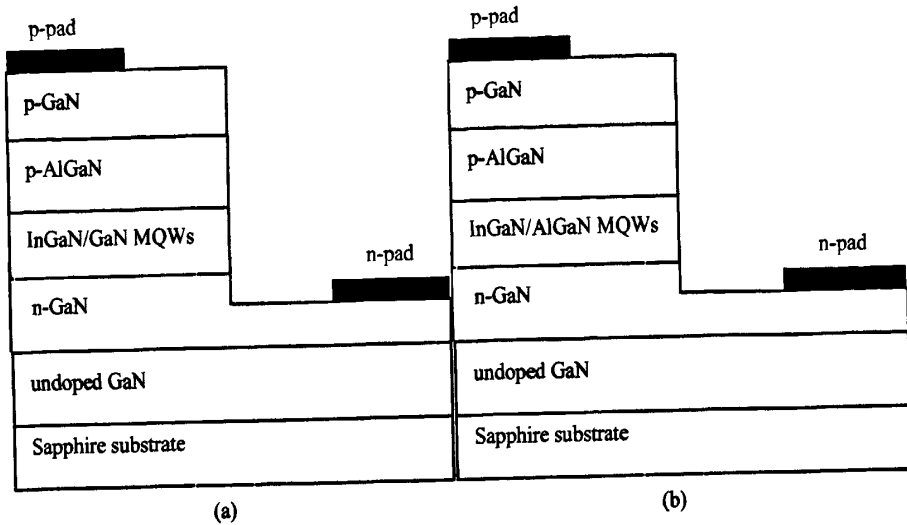 p-pad
p-GaN
p-AlGaN
InGaN/GaN MQWs
n-pad
n-GaN
undoped GaN
Sapphire substrate
(a)
p-pad
p-GaN
p-AlGaN
InGaN/AlGaN MQWs
n-pad
n-GaN
undoped GaN
Sapphire substrate
(b)